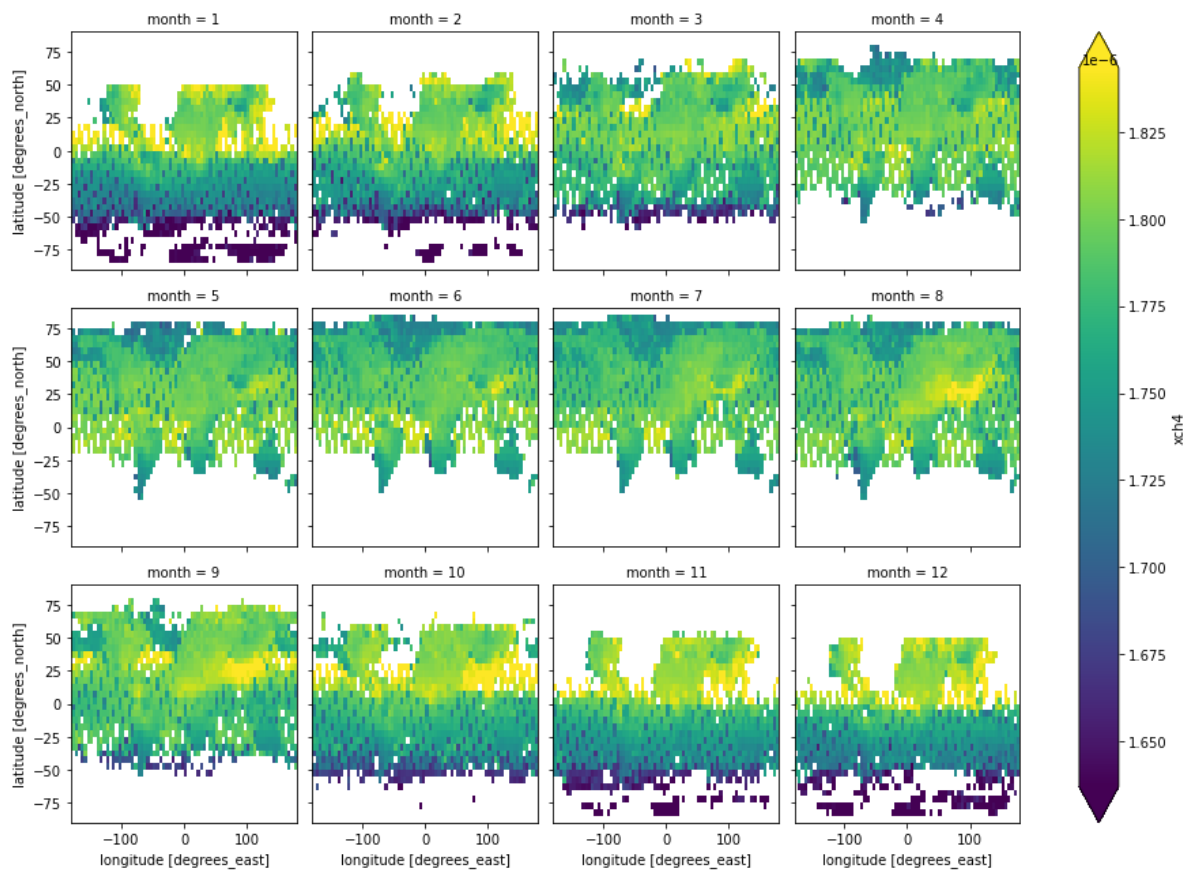 month = 1 month = 2 month = 3 month = 4
1e−6
75
50
25
0
−25
−50
−75
latitude [degrees_north]
month = 5 month = 6 month = 7 month = 8
75
50
25
0
−25
−50
−75
latitude [degrees_north]
month = 9 month = 10 month = 11 month = 12
75
50
25
0
−25
−50
−75
latitude [degrees_north]
−100 0 100 −100 0 100 −100 0 100 −100 0 100
longitude [degrees_east] longitude [degrees_east] longitude [degrees_east] longitude [degrees_east]
1.825
1.800
1.775
1.750
1.725
1.700
1.675
1.650
xch4